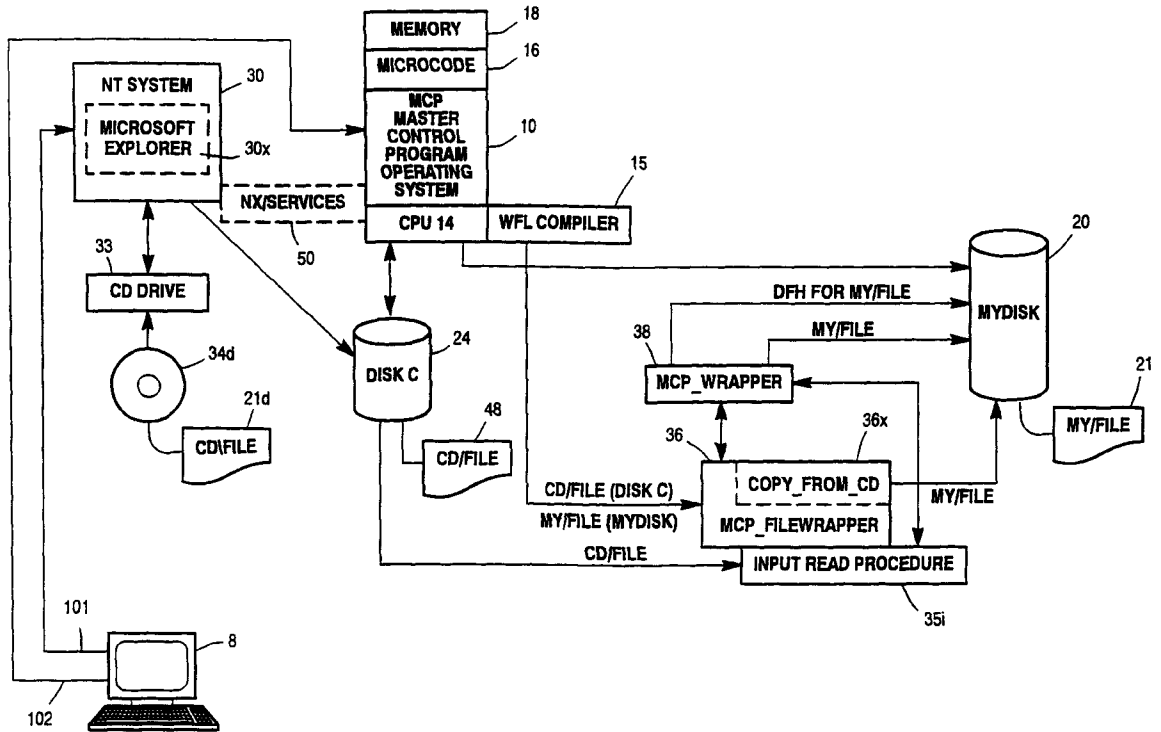 18
MEMORY
16
MICROCODE
NT SYSTEM
30
MICROSOFT
EXPLORER
30x
MCP
MASTER
CONTROL
PROGRAM
OPERATING
SYSTEM
10
NX/SERVICES
50
CPU 14
WFL COMPILER
15
33
CD DRIVE
34d
21d
CD\FILE
24
DISK C
48
CD/FILE
20
MYDISK
DFH FOR MY/FILE
MY/FILE
38
MCP_WRAPPER
21
MY/FILE
36
36x
COPY_FROM_CD
MY/FILE
CD/FILE (DISK C)
MY/FILE (MYDISK)
MCP_FILEWRAPPER
CD/FILE
INPUT READ PROCEDURE
35i
101
8
102